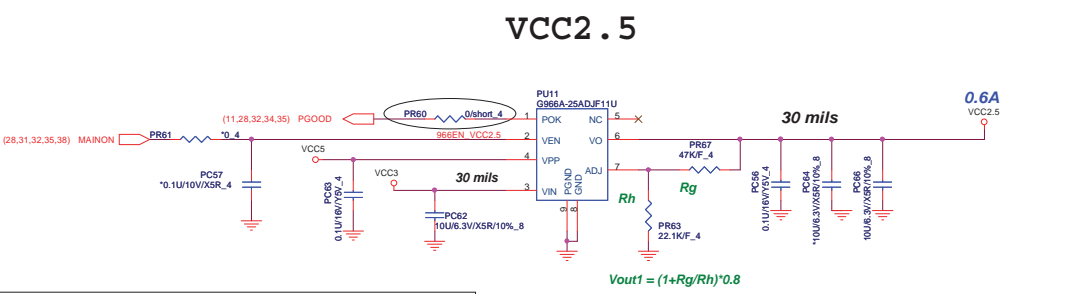 VCC2.5
PU11
G966A-25ADJF11U
(11,28,32,34,35) PGOOD
PR60 0/short_4
1 POK
NC 5
30 mils
0.6A
VCC2.5
(28,31,32,35,38) MAINON
PR61 *0_4
966EN_VCC2.5
2 VEN
VO 6
VCC5
4 VPP
PR67
47K/F_4
PC57
*0.1U/10V/X5R_4
VCC3
30 mils
3 VIN
ADJ 7
Rh
Rg
PC63
0.1U/16V/Y5V_4
PC62
10U/6.3V/X5R/10%_8
PGND
GND
9
8
PR63
22.1K/F_4
PC56
0.1U/16V/Y5V_4
PC64
*10U/6.3V/X5R/10%_8
PC66
10U/6.3V/X5R/10%_8
Vout1 = (1+Rg/Rh)*0.8